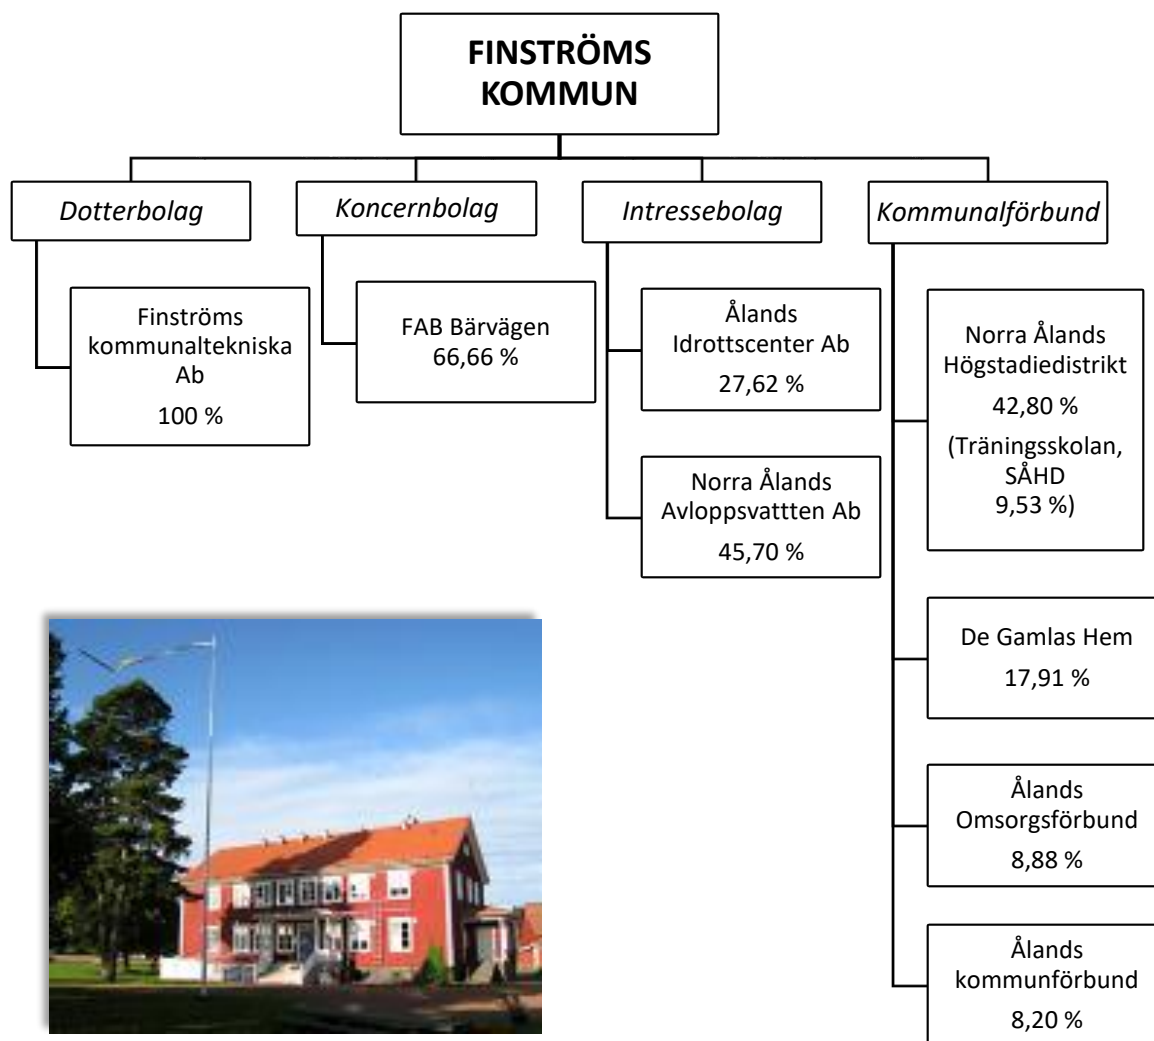 FINSTRÖMS
KOMMUN
Dotterbolag
Koncernbolag
Intressebolag
Kommunalförbund
Finströms
kommunaltekniska
Ab
100 %
FAB Bärvägen
66,66 %
Ålands
Idrottscenter Ab
27,62 %
Norra Ålands
Avloppsvattten Ab
45,70 %
Norra Ålands
Högstadiedistrikt
42,80 %
(Träningsskolan,
SÅHD
9,53 %)
De Gamlas Hem
17,91 %
Ålands
Omsorgsförbund
8,88 %
Ålands
kommunförbund
8,20 %